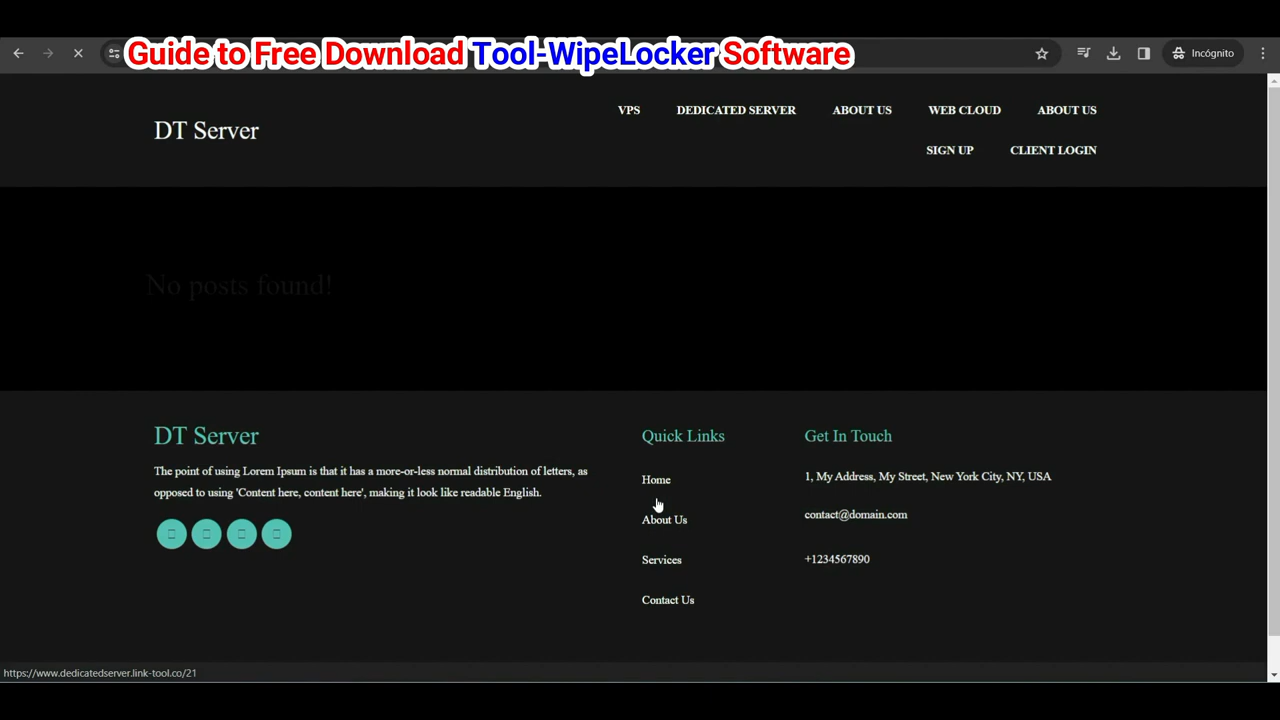 Guide to Free Download Tool-WipeLocker Software
Incógnito
DT Server
VPS DEDICATED SERVER ABOUT US WEB CLOUD ABOUT US
SIGN UP CLIENT LOGIN
No posts found!
DT Server
The point of using Lorem Ipsum is that it has a more-or-less normal distribution of letters, as
opposed to using 'Content here, content here', making it look like readable English.
Quick Links
Home
About Us
Services
Contact Us
Get In Touch
1, My Address, My Street, New York City, NY, USA
contact@domain.com
+1234567890
https://www.dedicatedserver.link-tool.co/21